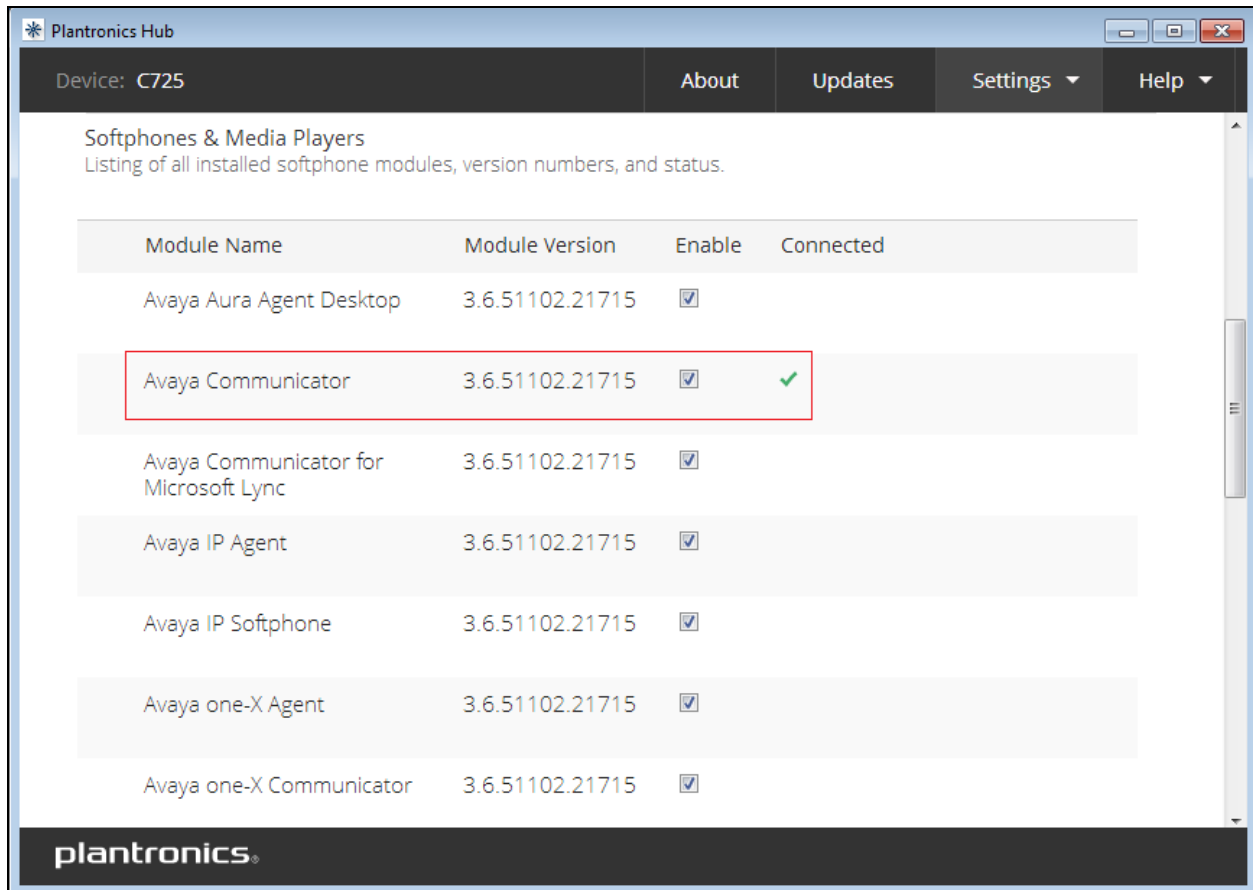 Plantronics Hub
Device: C725 About Updates Settings Help
Softphones & Media Players
Listing of all installed softphone modules, version numbers, and status.
Module Name Module Version Enable Connected
Avaya Aura Agent Desktop 3.6.51102.21715
Avaya Communicator 3.6.51102.21715
Avaya Communicator for 3.6.51102.21715
Microsoft Lync
Avaya IP Agent 3.6.51102.21715
Avaya IP Softphone 3.6.51102.21715
Avaya one-X Agent 3.6.51102.21715
Avaya one-X Communicator 3.6.51102.21715
plantronics®